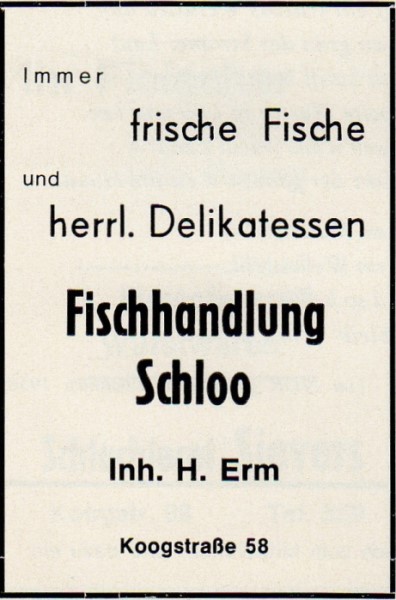 Immer
frische Fische
und
herrl. Delikatessen
Fischhandlung
Schloo
Inh. H. Erm
Koogstraße 58